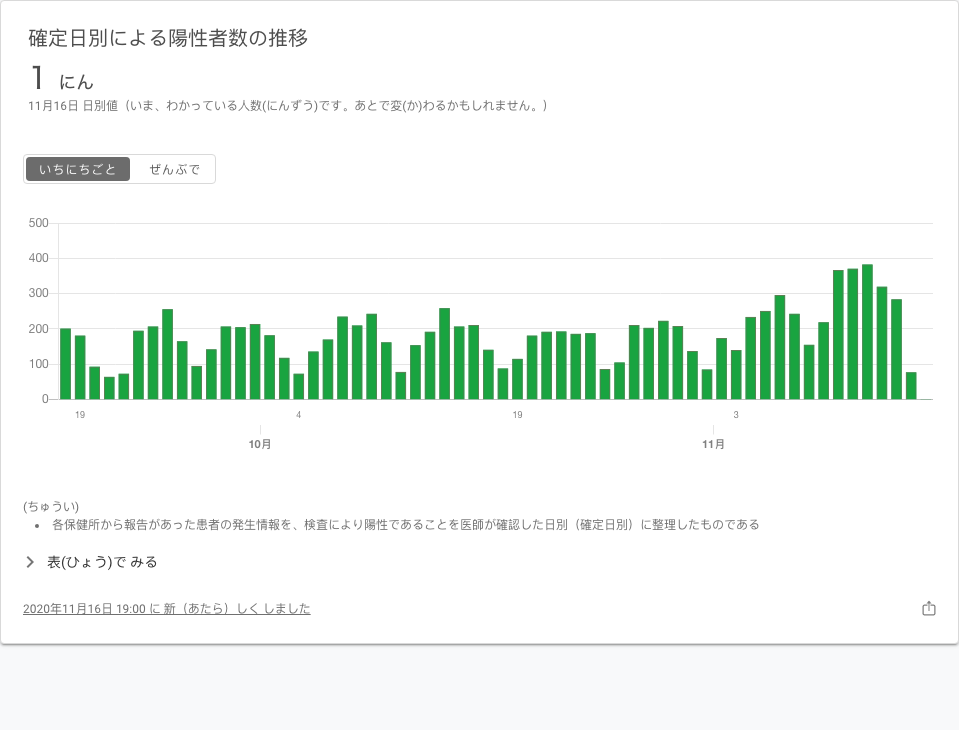 確定日別による陽性者数の推移
1 にん
11月16日 日別値（いま、わかっている人数(にんずう)です。あとで変(か)わるかもしれません。）
いちにちごと ぜんぶで
500
400
300
200
100
0
19 4 19 3
10月 11月
(ちゅうい)
• 各保健所から報告があった患者の発生情報を、検査により陽性であることを医師が確認した日別（確定日別）に整理したものである
表(ひょう)で みる
2020年11月16日 19:00 に 新（あたら）しく しました